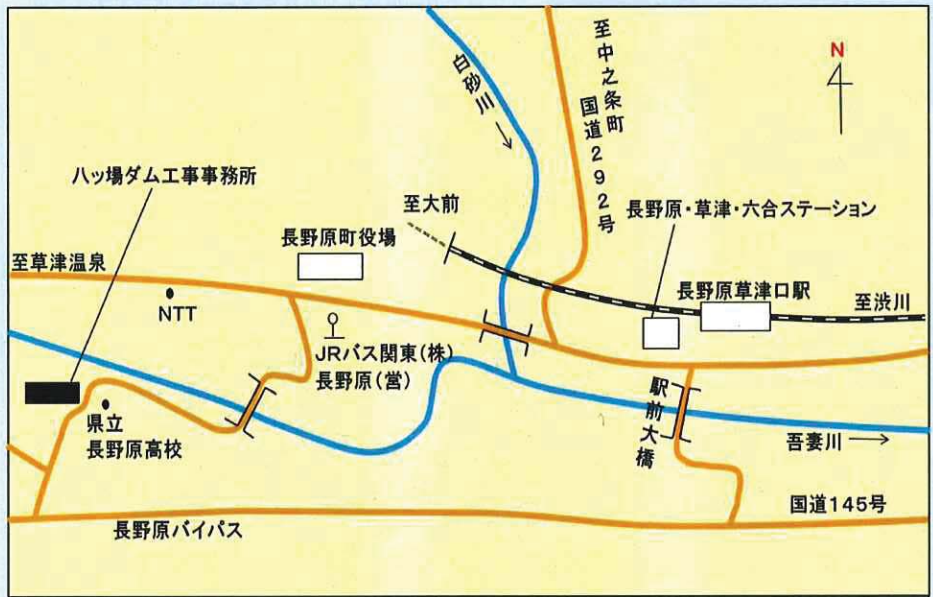 至中之条町
国道292号
白砂川
→
N
八ッ場ダム工事事務所
長野原・草津・六合ステーション
至大前
長野原町役場
至草津温泉
長野原草津口駅
至渋川
NTT
JRバス関東(株)
長野原(営)
駅前大橋
県立
長野原高校
吾妻川→
国道145号
長野原バイパス